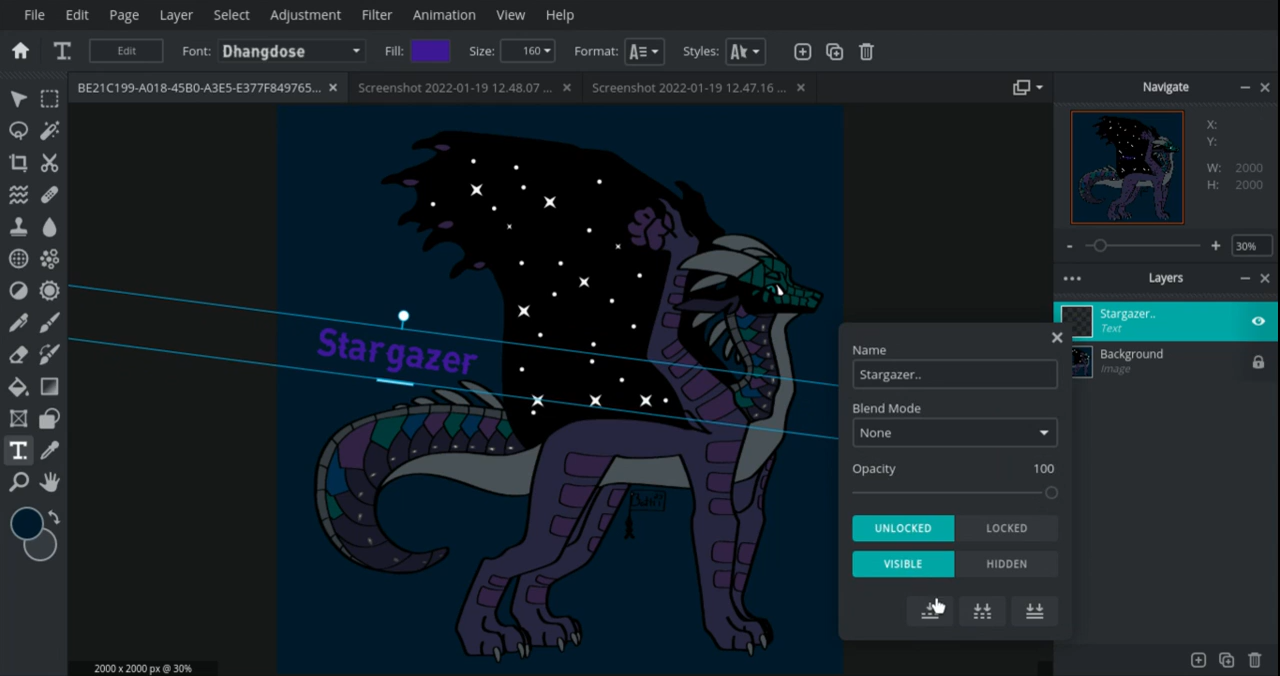 File Edit Page Layer Select Adjustment Filter Animation View Help
Edit Font: Dhangdose Fill: Size: 160 Format: Styles:
BE21C199-A018-45B0-A3E5-E377F849765... Screenshot 2022-01-19 12.48.07 ... Screenshot 2022-01-19 12.47.16 ...
Navigate
X:
Y:
W: 2000
H: 2000
- + 30%
Layers
Stargazer..
Text
Background
Image
Stargazer
Name
Stargazer..
Blend Mode
None
Opacity 100
UNLOCKED LOCKED
VISIBLE HIDDEN
2000 x 2000 px @ 30%